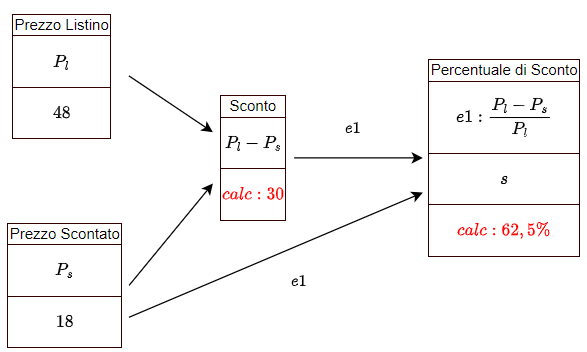 Prezzo Listino
P_l
48
Sconto
P_l − P_s
calc : 30
Prezzo Scontato
P_s
18
e1
e1
Percentuale di Sconto
e1 : (P_l − P_s) / P_l
s
calc : 62,5%